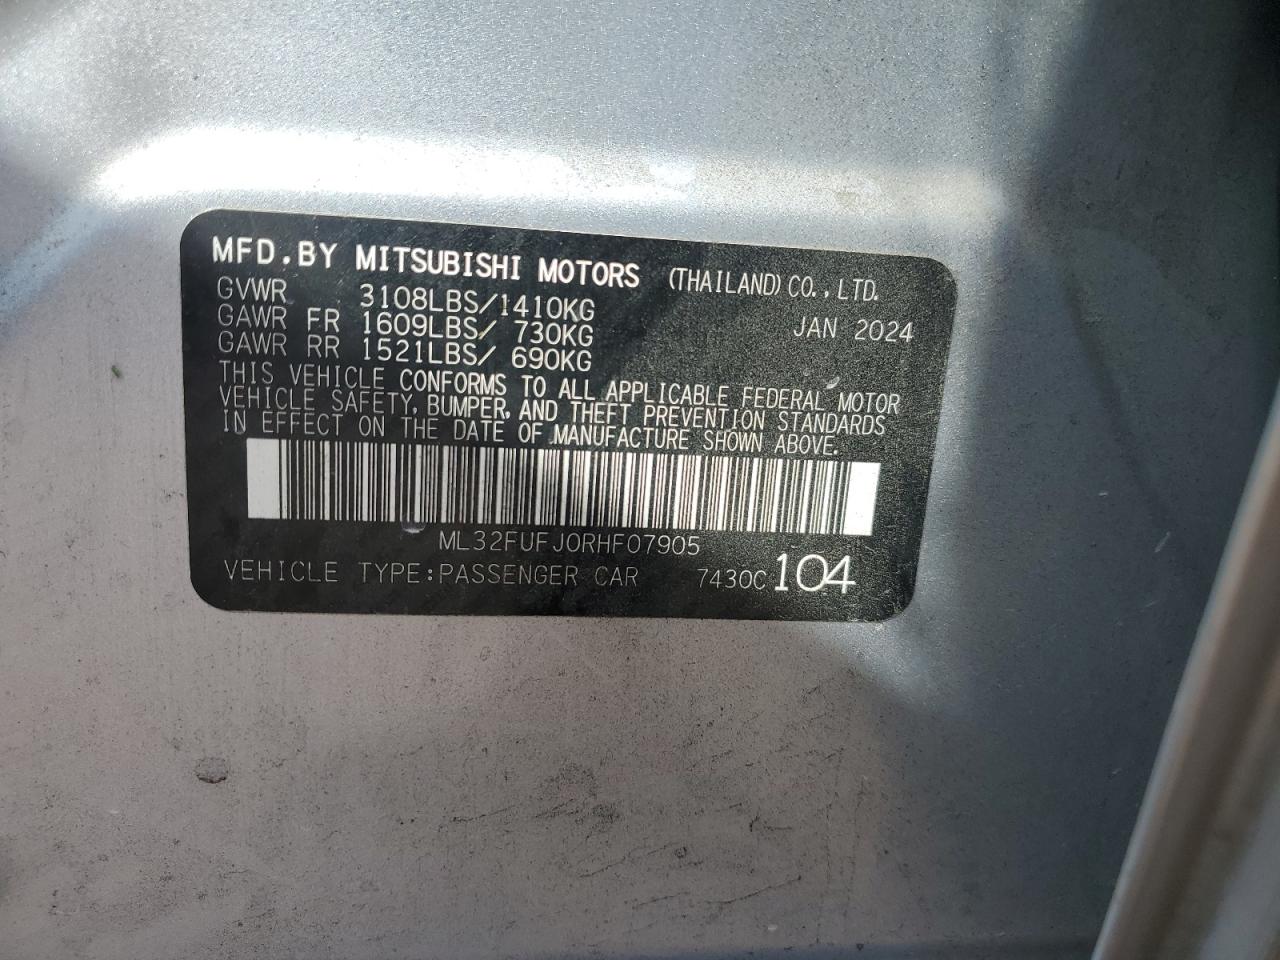 MFD.BY MITSUBISHI MOTORS (THAILAND) CO.,LTD.
GVWR 3108LBS/1410KG JAN 2024
GAWR FR 1609LBS/ 730KG
GAWR RR 1521LBS/ 690KG
THIS VEHICLE CONFORMS TO ALL APPLICABLE FEDERAL MOTOR
VEHICLE SAFETY, BUMPER, AND THEFT PREVENTION STANDARDS
IN EFFECT ON THE DATE OF MANUFACTURE SHOWN ABOVE.
ML32FUFJ0RHF07905
VEHICLE TYPE:PASSENGER CAR 7430C 104